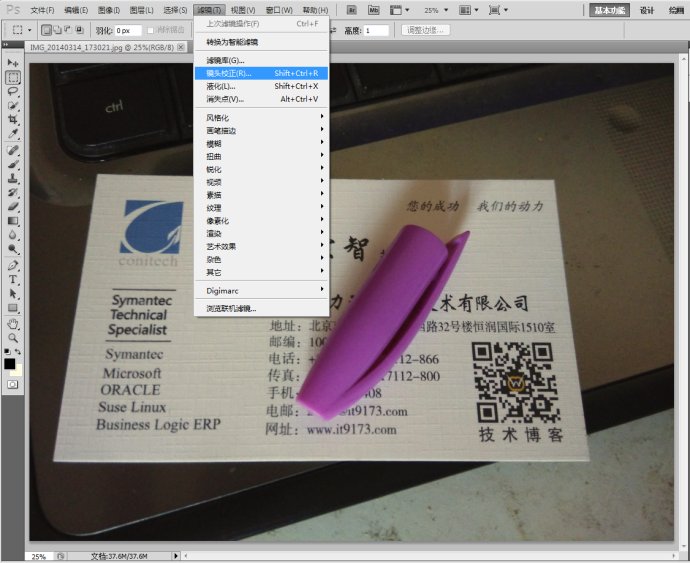 Ps 文件(F) 编辑(E) 图像(I) 图层(L) 选择(S) 滤镜(T) 视图(V) 窗口(W) 帮助(H) Br Mb 25% 基本功能 设计 绘画
羽化: 0 px 消除锯齿 高度: 1 调整边缘...
IMG_20140314_173021.jpg @ 25%(RGB/8)
上次滤镜操作(F) Ctrl+F
转换为智能滤镜
滤镜库(G)...
镜头校正(R)... Shift+Ctrl+R
液化(L)... Shift+Ctrl+X
消失点(V)... Alt+Ctrl+V
风格化
画笔描边
模糊
扭曲
锐化
视频
素描
纹理
像素化
渲染
艺术效果
杂色
其它
Digimarc
浏览联机滤镜...
ctrl
您的成功 我们的动力
conitech
智
Symantec
Technical
Specialist
Symantec
Microsoft
ORACLE
Suse Linux
Business Logic ERP
力 技术有限公司
地址: 北京 西路32号楼恒润国际1510室
邮编: 100
电话: 7112-866
传真: 7112-800
手机: 408
电邮: @it9173.com
网址: www.it9173.com
技术博客
25% 文档:37.6M/37.6M